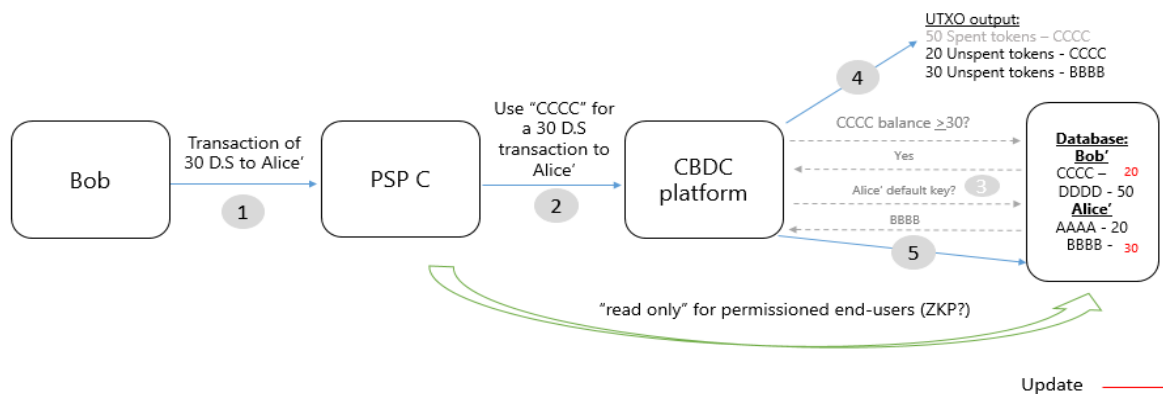 UTXO output:
50 Spent tokens – CCCC
20 Unspent tokens - CCCC
30 Unspent tokens - BBBB
4
Bob
Transaction of
30 D.S to Alice'
1
PSP C
Use “CCCC” for
a 30 D.S
transaction to
Alice'
2
CBDC
platform
CCCC balance >30?
Yes
3
Alice' default key?
BBBB
5
Database:
Bob'
CCCC – 20
DDDD - 50
Alice'
AAAA - 20
BBBB - 30
“read only” for permissioned end-users (ZKP?)
Update